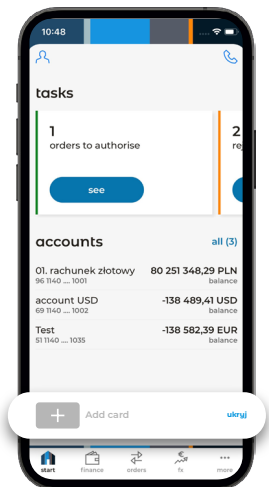 10:48
tasks
1
orders to authorise
see
2
re
accounts
all (3)
01. rachunek złotowy 80 251 348,29 PLN
96 1140 .... 1001 balance
account USD -138 489,41 USD
69 1140 .... 1002 balance
Test -138 582,39 EUR
51 1140 .... 1035 balance
Add card ukryj
start finance orders fx more